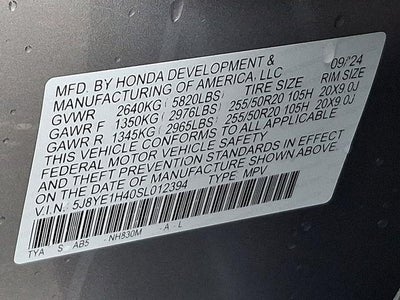 MFD. BY HONDA DEVELOPMENT & 09/24
MANUFACTURING OF AMERICA, LLC TIRE SIZE RIM SIZE
GVWR 2640KG ( 5820LBS) 255/50R20 105H 20X9.0J
GAWR F 1350KG ( 2976LBS) 255/50R20 105H 20X9.0J
GAWR R 1345KG ( 2965LBS)
THIS VEHICLE CONFORMS TO ALL APPLICABLE
FEDERAL MOTOR VEHICLE SAFETY
AND THEFT PREVENTION STANDARDS IN EFFECT
ON THE DATE OF MANUFACTURE
V.I.N. 5J8YE1H40SL012394 TYPE MPV
TYA S AB5 NH830M -A - L